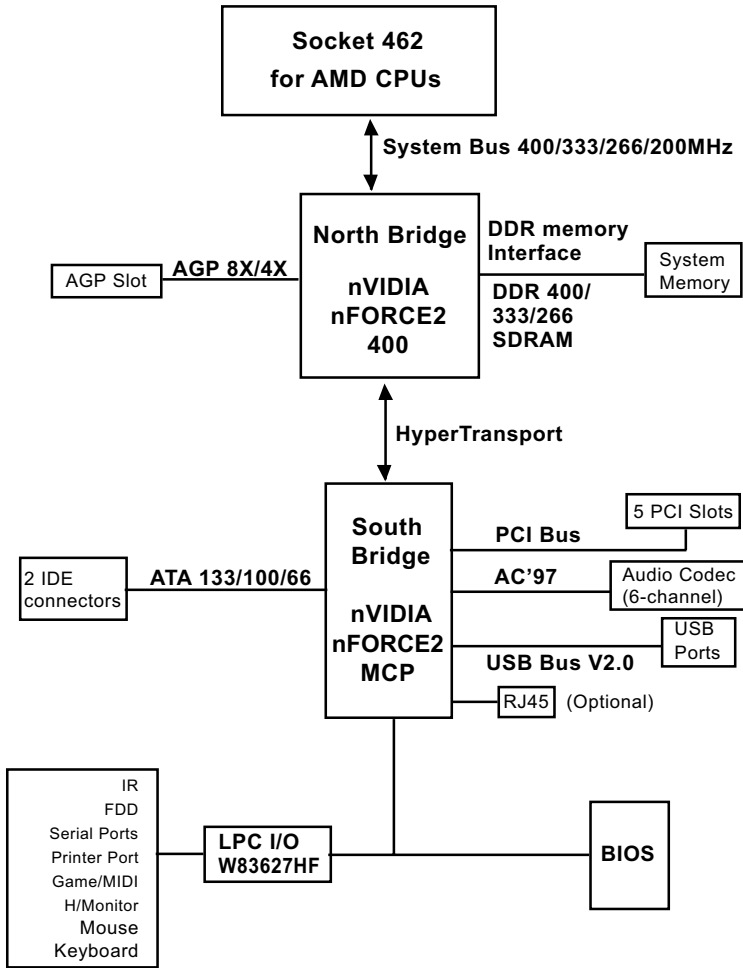 Socket 462
for AMD CPUs
System Bus 400/333/266/200MHz
North Bridge
nVIDIA
nFORCE2
400
AGP Slot
AGP 8X/4X
DDR memory
Interface
DDR 400/
333/266
SDRAM
System
Memory
HyperTransport
South
Bridge
nVIDIA
nFORCE2
MCP
2 IDE
connectors
ATA 133/100/66
PCI Bus
5 PCI Slots
AC’97
Audio Codec
(6-channel)
USB Bus V2.0
USB
Ports
RJ45 (Optional)
IR
FDD
Serial Ports
Printer Port
Game/MIDI
H/Monitor
Mouse
Keyboard
LPC I/O
W83627HF
BIOS